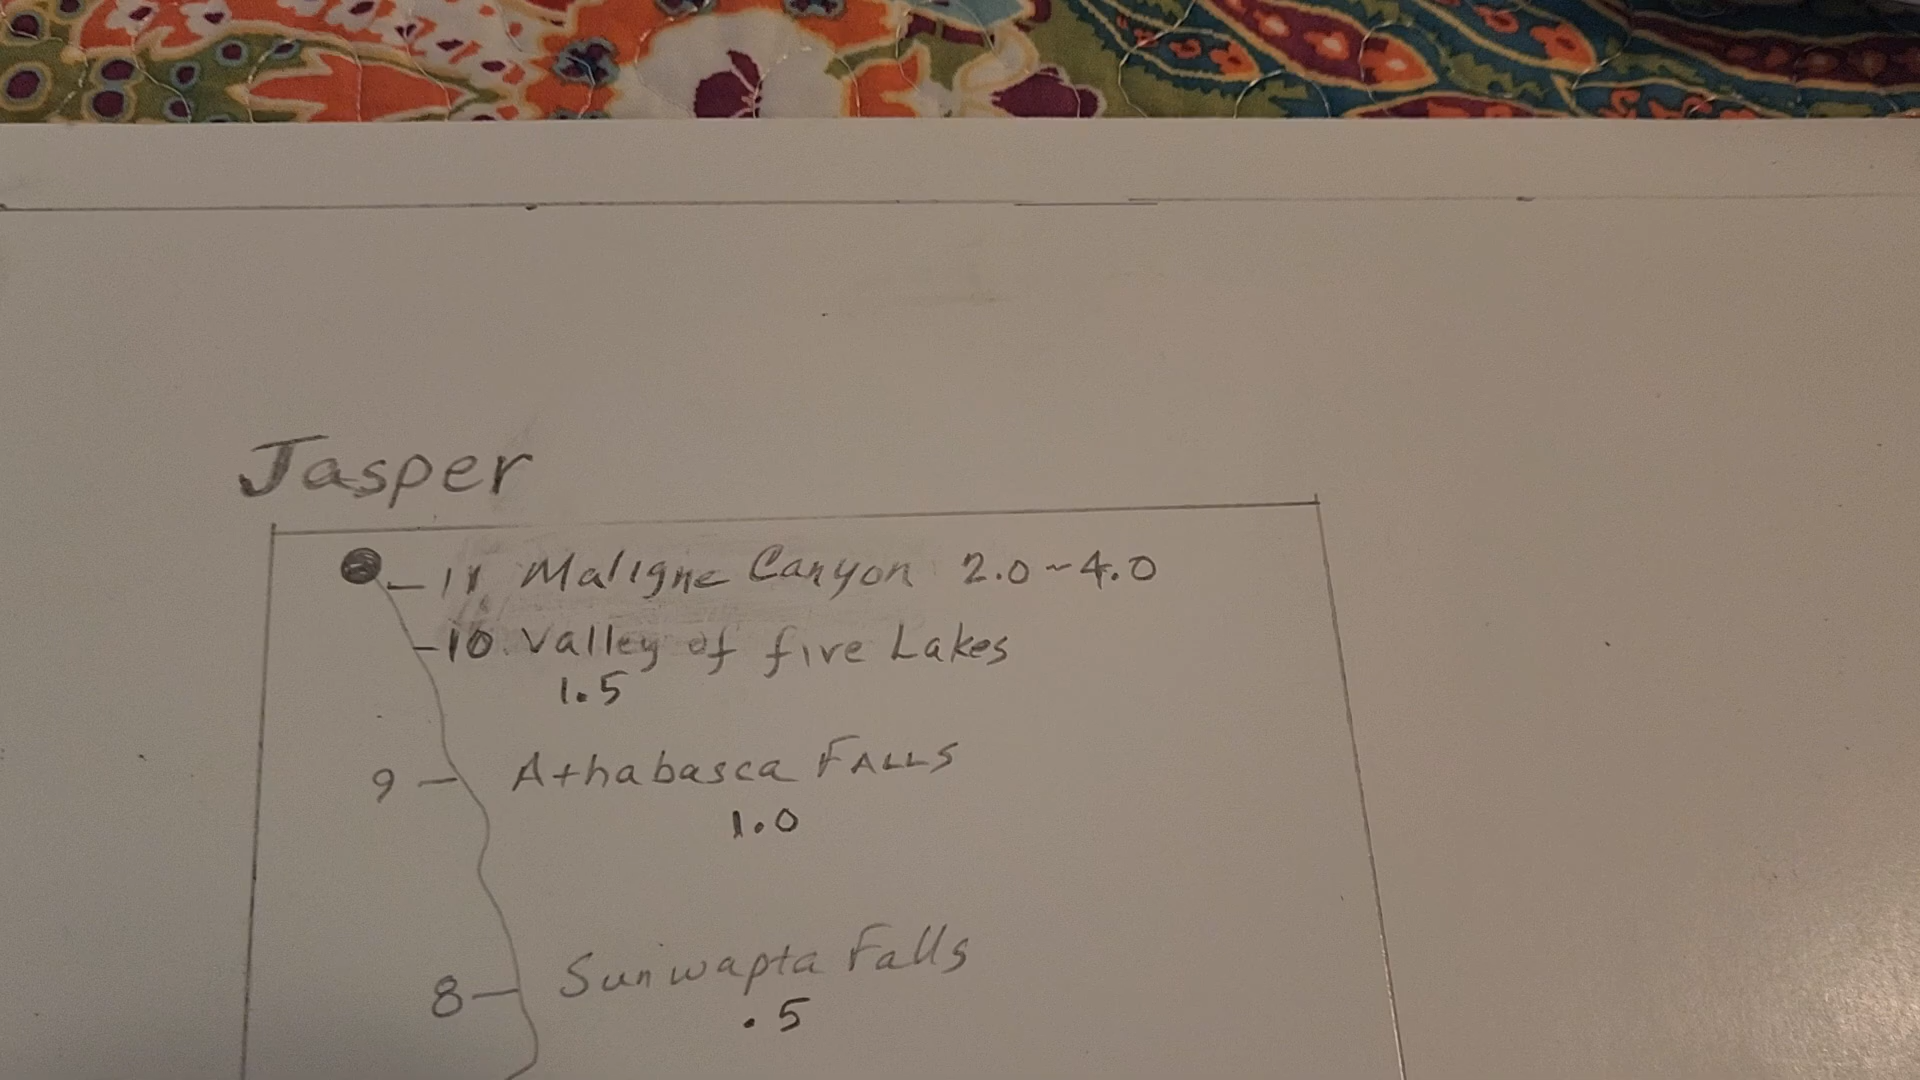 Jasper
- 11 Maligne Canyon 2.0 ~ 4.0
- 10. Valley of five Lakes
1.5
9 - Athabasca FALLS
1.0
8 - Sunwapta Falls
.5